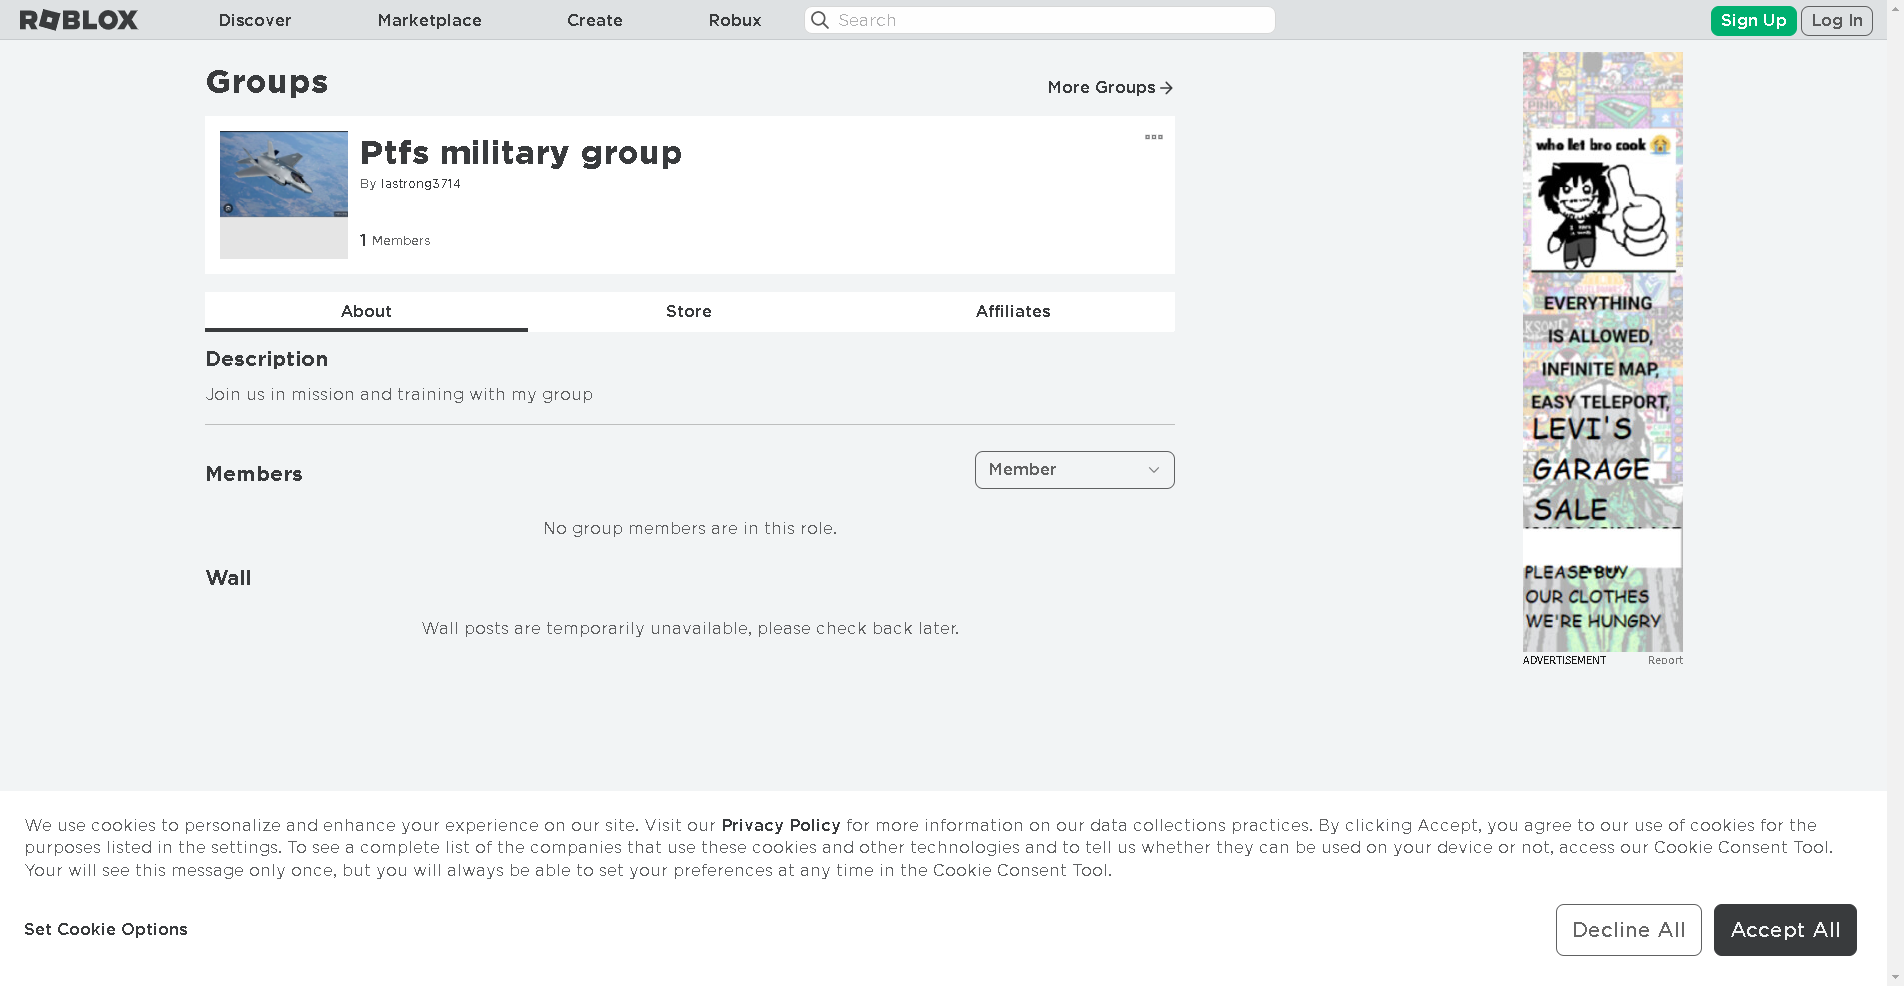 ROBLOX
Discover
Marketplace
Create
Robux
Search
Sign Up
Log In
Groups
More Groups
Ptfs military group
By lastrong3714
1 Members
About
Store
Affiliates
Description
Join us in mission and training with my group
Members
Member
No group members are in this role.
Wall
Wall posts are temporarily unavailable, please check back later.
who let bro cook 😭
EVERYTHING
IS ALLOWED,
INFINITE MAP,
EASY TELEPORT,
LEVI'S
GARAGE
SALE
PLEASE BUY
OUR CLOTHES
WE'RE HUNGRY
ADVERTISEMENT
Report
We use cookies to personalize and enhance your experience on our site. Visit our Privacy Policy for more information on our data collections practices. By clicking Accept, you agree to our use of cookies for the
purposes listed in the settings. To see a complete list of the companies that use these cookies and other technologies and to tell us whether they can be used on your device or not, access our Cookie Consent Tool.
Your will see this message only once, but you will always be able to set your preferences at any time in the Cookie Consent Tool.
Set Cookie Options
Decline All
Accept All